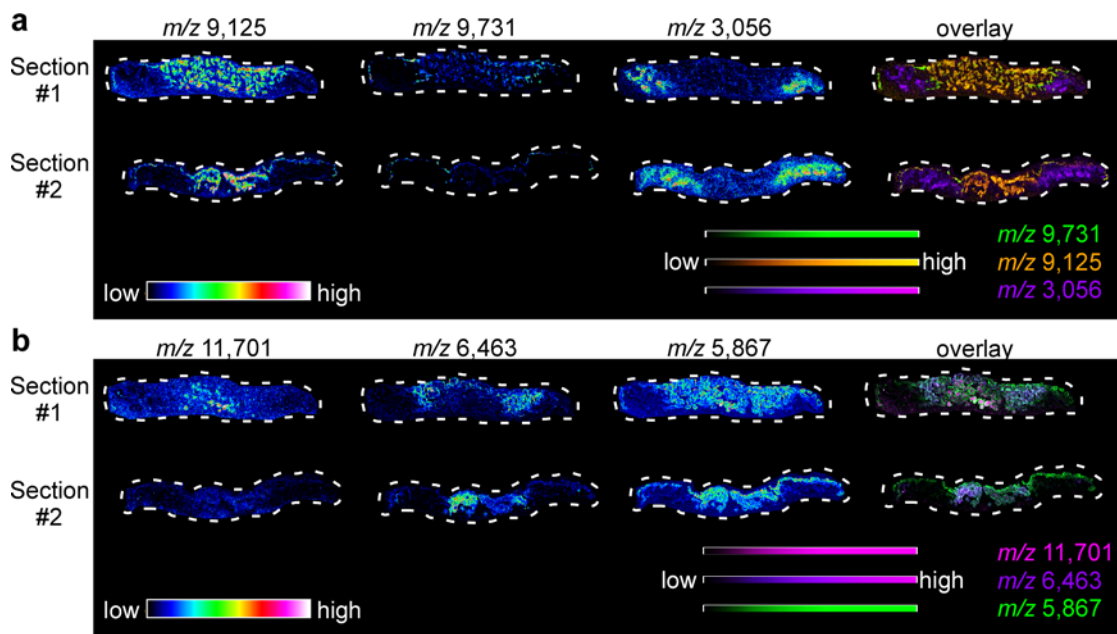 a
m/z 9,125 m/z 9,731 m/z 3,056 overlay
Section
#1
Section
#2
m/z 9,731
low high m/z 9,125
m/z 3,056
low high
b
m/z 11,701 m/z 6,463 m/z 5,867 overlay
Section
#1
Section
#2
m/z 11,701
low high m/z 6,463
m/z 5,867
low high